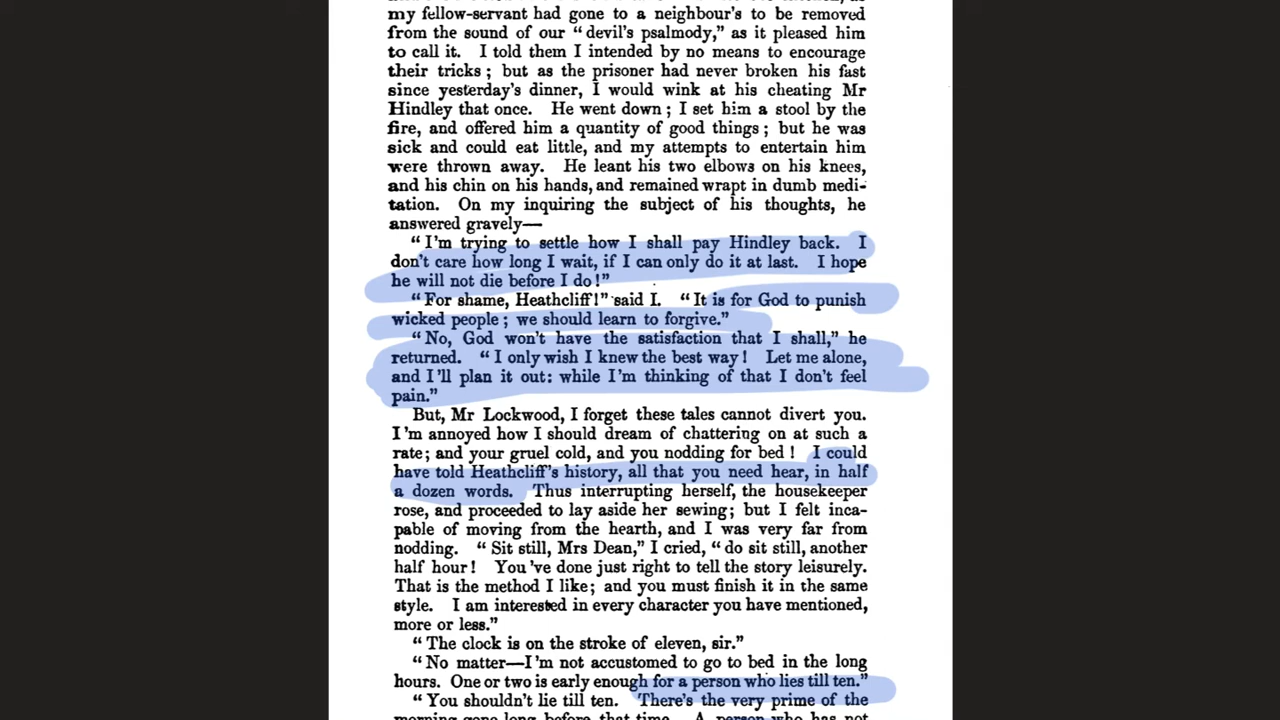 my fellow-servant had gone to a neighbour's to be removed
from the sound of our “ devil's psalmody,” as it pleased him
to call it. I told them I intended by no means to encourage
their tricks ; but as the prisoner had never broken his fast
since yesterday's dinner, I would wink at his cheating Mr
Hindley that once. He went down ; I set him a stool by the
fire, and offered him a quantity of good things ; but he was
sick and could eat little, and my attempts to entertain him
were thrown away. He leant his two elbows on his knees,
and his chin on his hands, and remained wrapt in dumb medi-
tation. On my inquiring the subject of his thoughts, he
answered gravely—
“ I'm trying to settle how I shall pay Hindley back. I
don't care how long I wait, if I can only do it at last. I hope
he will not die before I do !”
“ For shame, Heathcliff!” said I. “ It is for God to punish
wicked people ; we should learn to forgive.”
“ No, God won't have the satisfaction that I shall,” he
returned. “ I only wish I knew the best way ! Let me alone,
and I'll plan it out: while I'm thinking of that I don't feel
pain.”
But, Mr Lockwood, I forget these tales cannot divert you.
I'm annoyed how I should dream of chattering on at such a
rate; and your gruel cold, and you nodding for bed ! I could
have told Heathcliff's history, all that you need hear, in half
a dozen words. Thus interrupting herself, the housekeeper
rose, and proceeded to lay aside her sewing; but I felt inca-
pable of moving from the hearth, and I was very far from
nodding. “ Sit still, Mrs Dean,” I cried, “ do sit still, another
half hour ! You've done just right to tell the story leisurely.
That is the method I like; and you must finish it in the same
style. I am interested in every character you have mentioned,
more or less.”
“ The clock is on the stroke of eleven, sir.”
“ No matter—I'm not accustomed to go to bed in the long
hours. One or two is early enough for a person who lies till ten.”
“ You shouldn't lie till ten. There's the very prime of the
morning gone long before that time. A person who has not